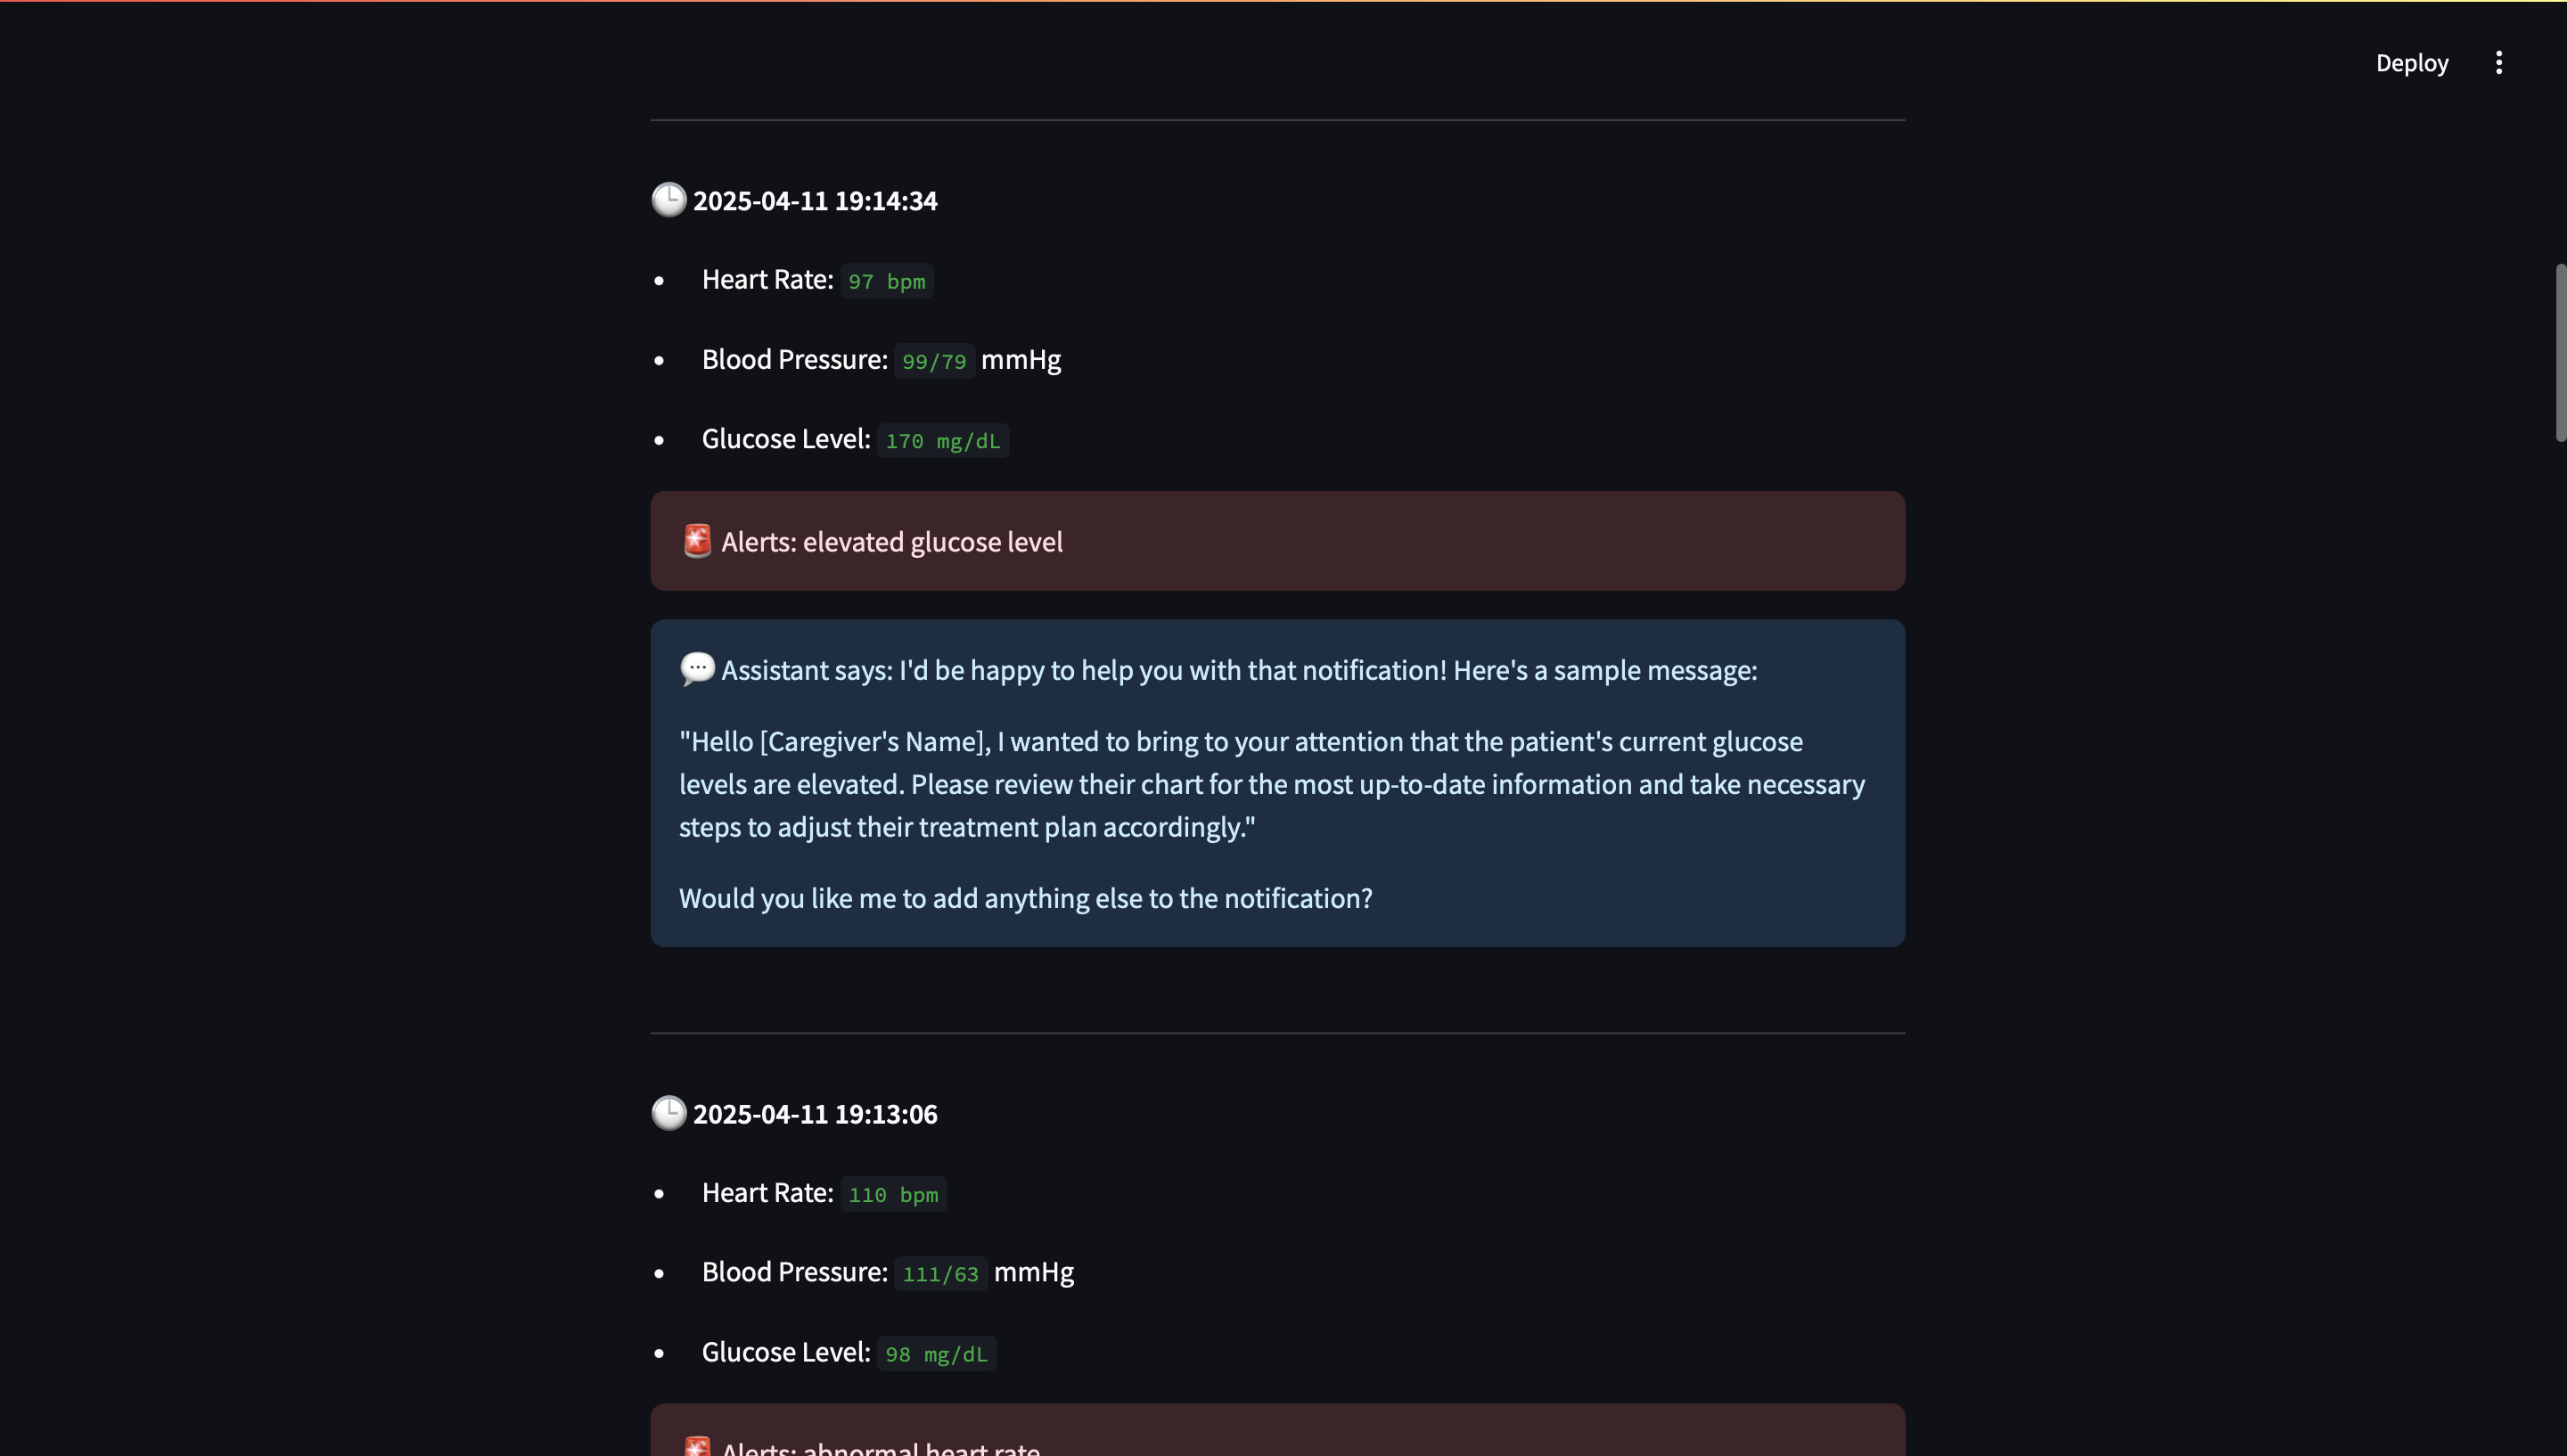 Deploy
2025-04-11 19:14:34
Heart Rate: 97 bpm
Blood Pressure: 99/79 mmHg
Glucose Level: 170 mg/dL
Alerts: elevated glucose level
Assistant says: I'd be happy to help you with that notification! Here's a sample message:
"Hello [Caregiver's Name], I wanted to bring to your attention that the patient's current glucose
levels are elevated. Please review their chart for the most up-to-date information and take necessary
steps to adjust their treatment plan accordingly."
Would you like me to add anything else to the notification?
2025-04-11 19:13:06
Heart Rate: 110 bpm
Blood Pressure: 111/63 mmHg
Glucose Level: 98 mg/dL
Alerts: abnormal heart rate